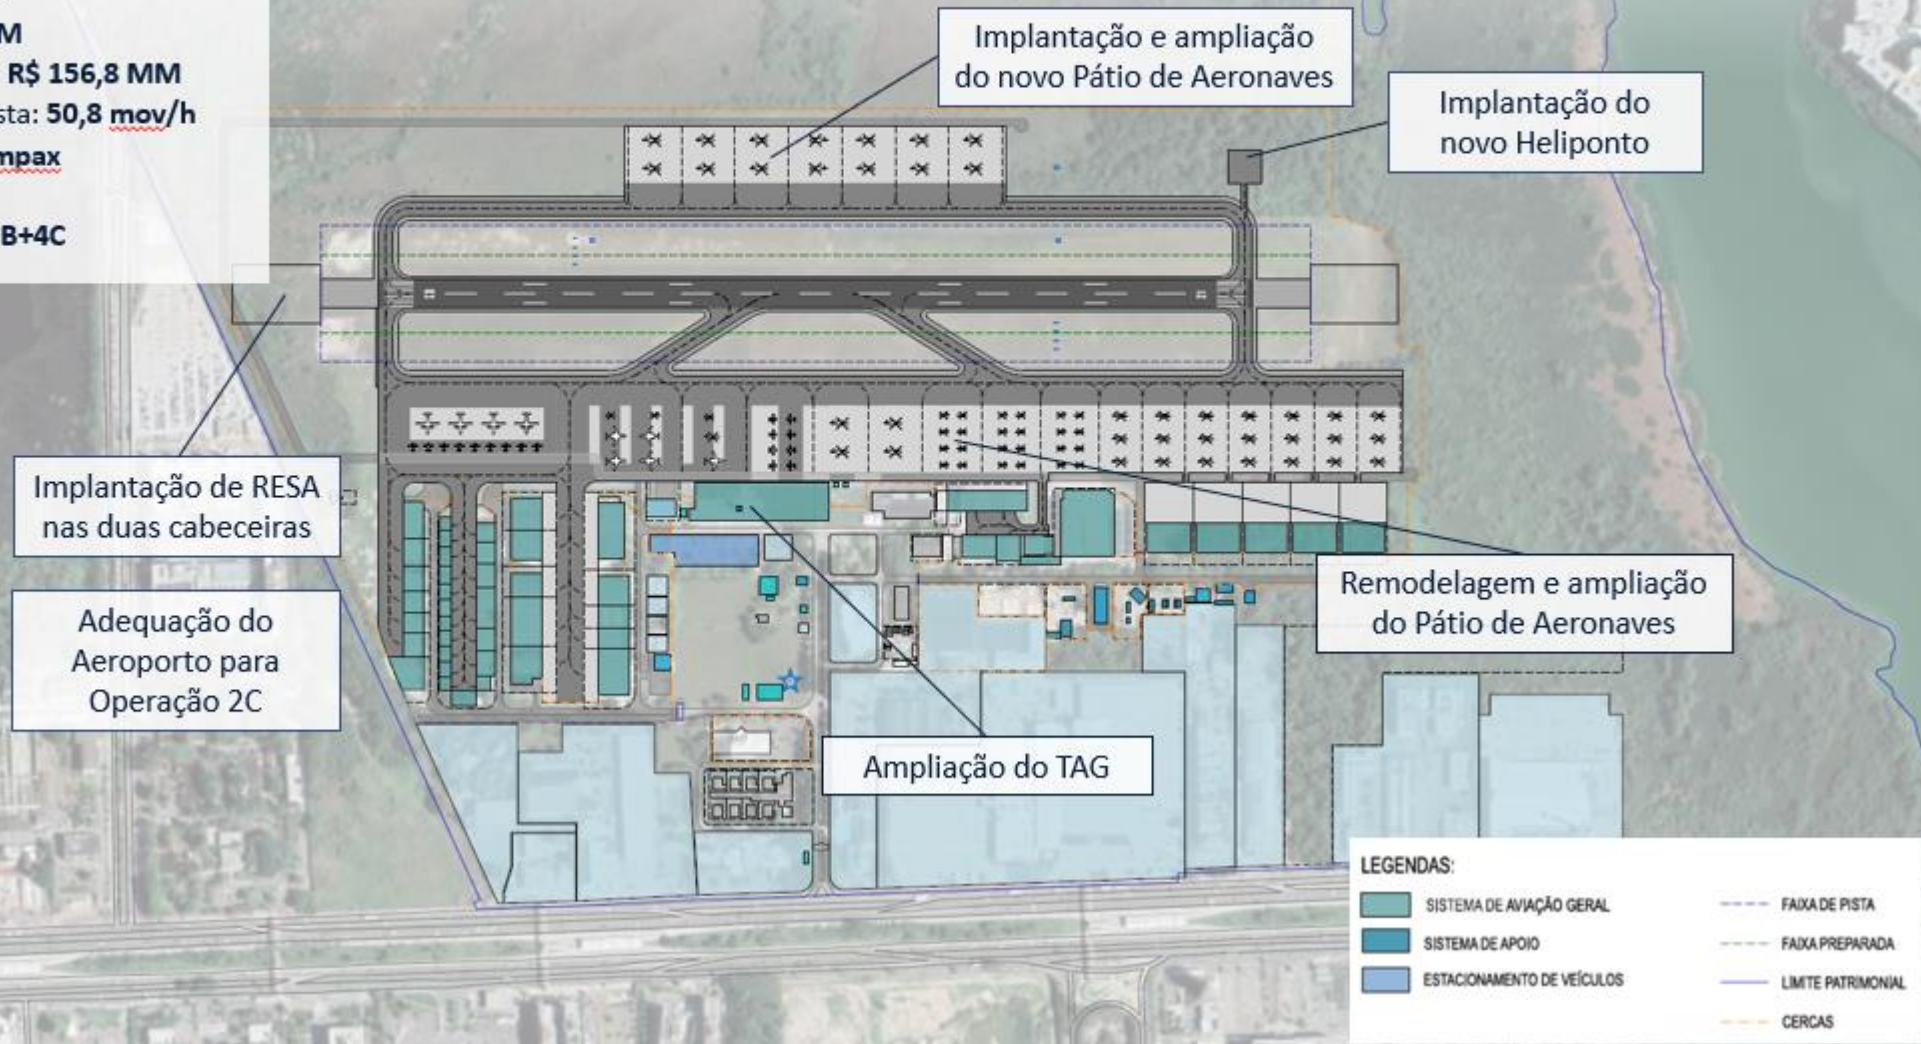 M
R$ 156,8 MM
sta: 50,8 mov/h
mpax
B+4C
Implantação e ampliação
do novo Pátio de Aeronaves
Implantação do
novo Heliponto
Implantação de RESA
nas duas cabeceiras
Adequação do
Aeroporto para
Operação 2C
Remodelagem e ampliação
do Pátio de Aeronaves
Ampliação do TAG
LEGENDAS:
SISTEMA DE AVIAÇÃO GERAL
SISTEMA DE APOIO
ESTACIONAMENTO DE VEÍCULOS
FAIXA DE PISTA
FAIXA PREPARADA
LIMITE PATRIMONIAL
CERCAS